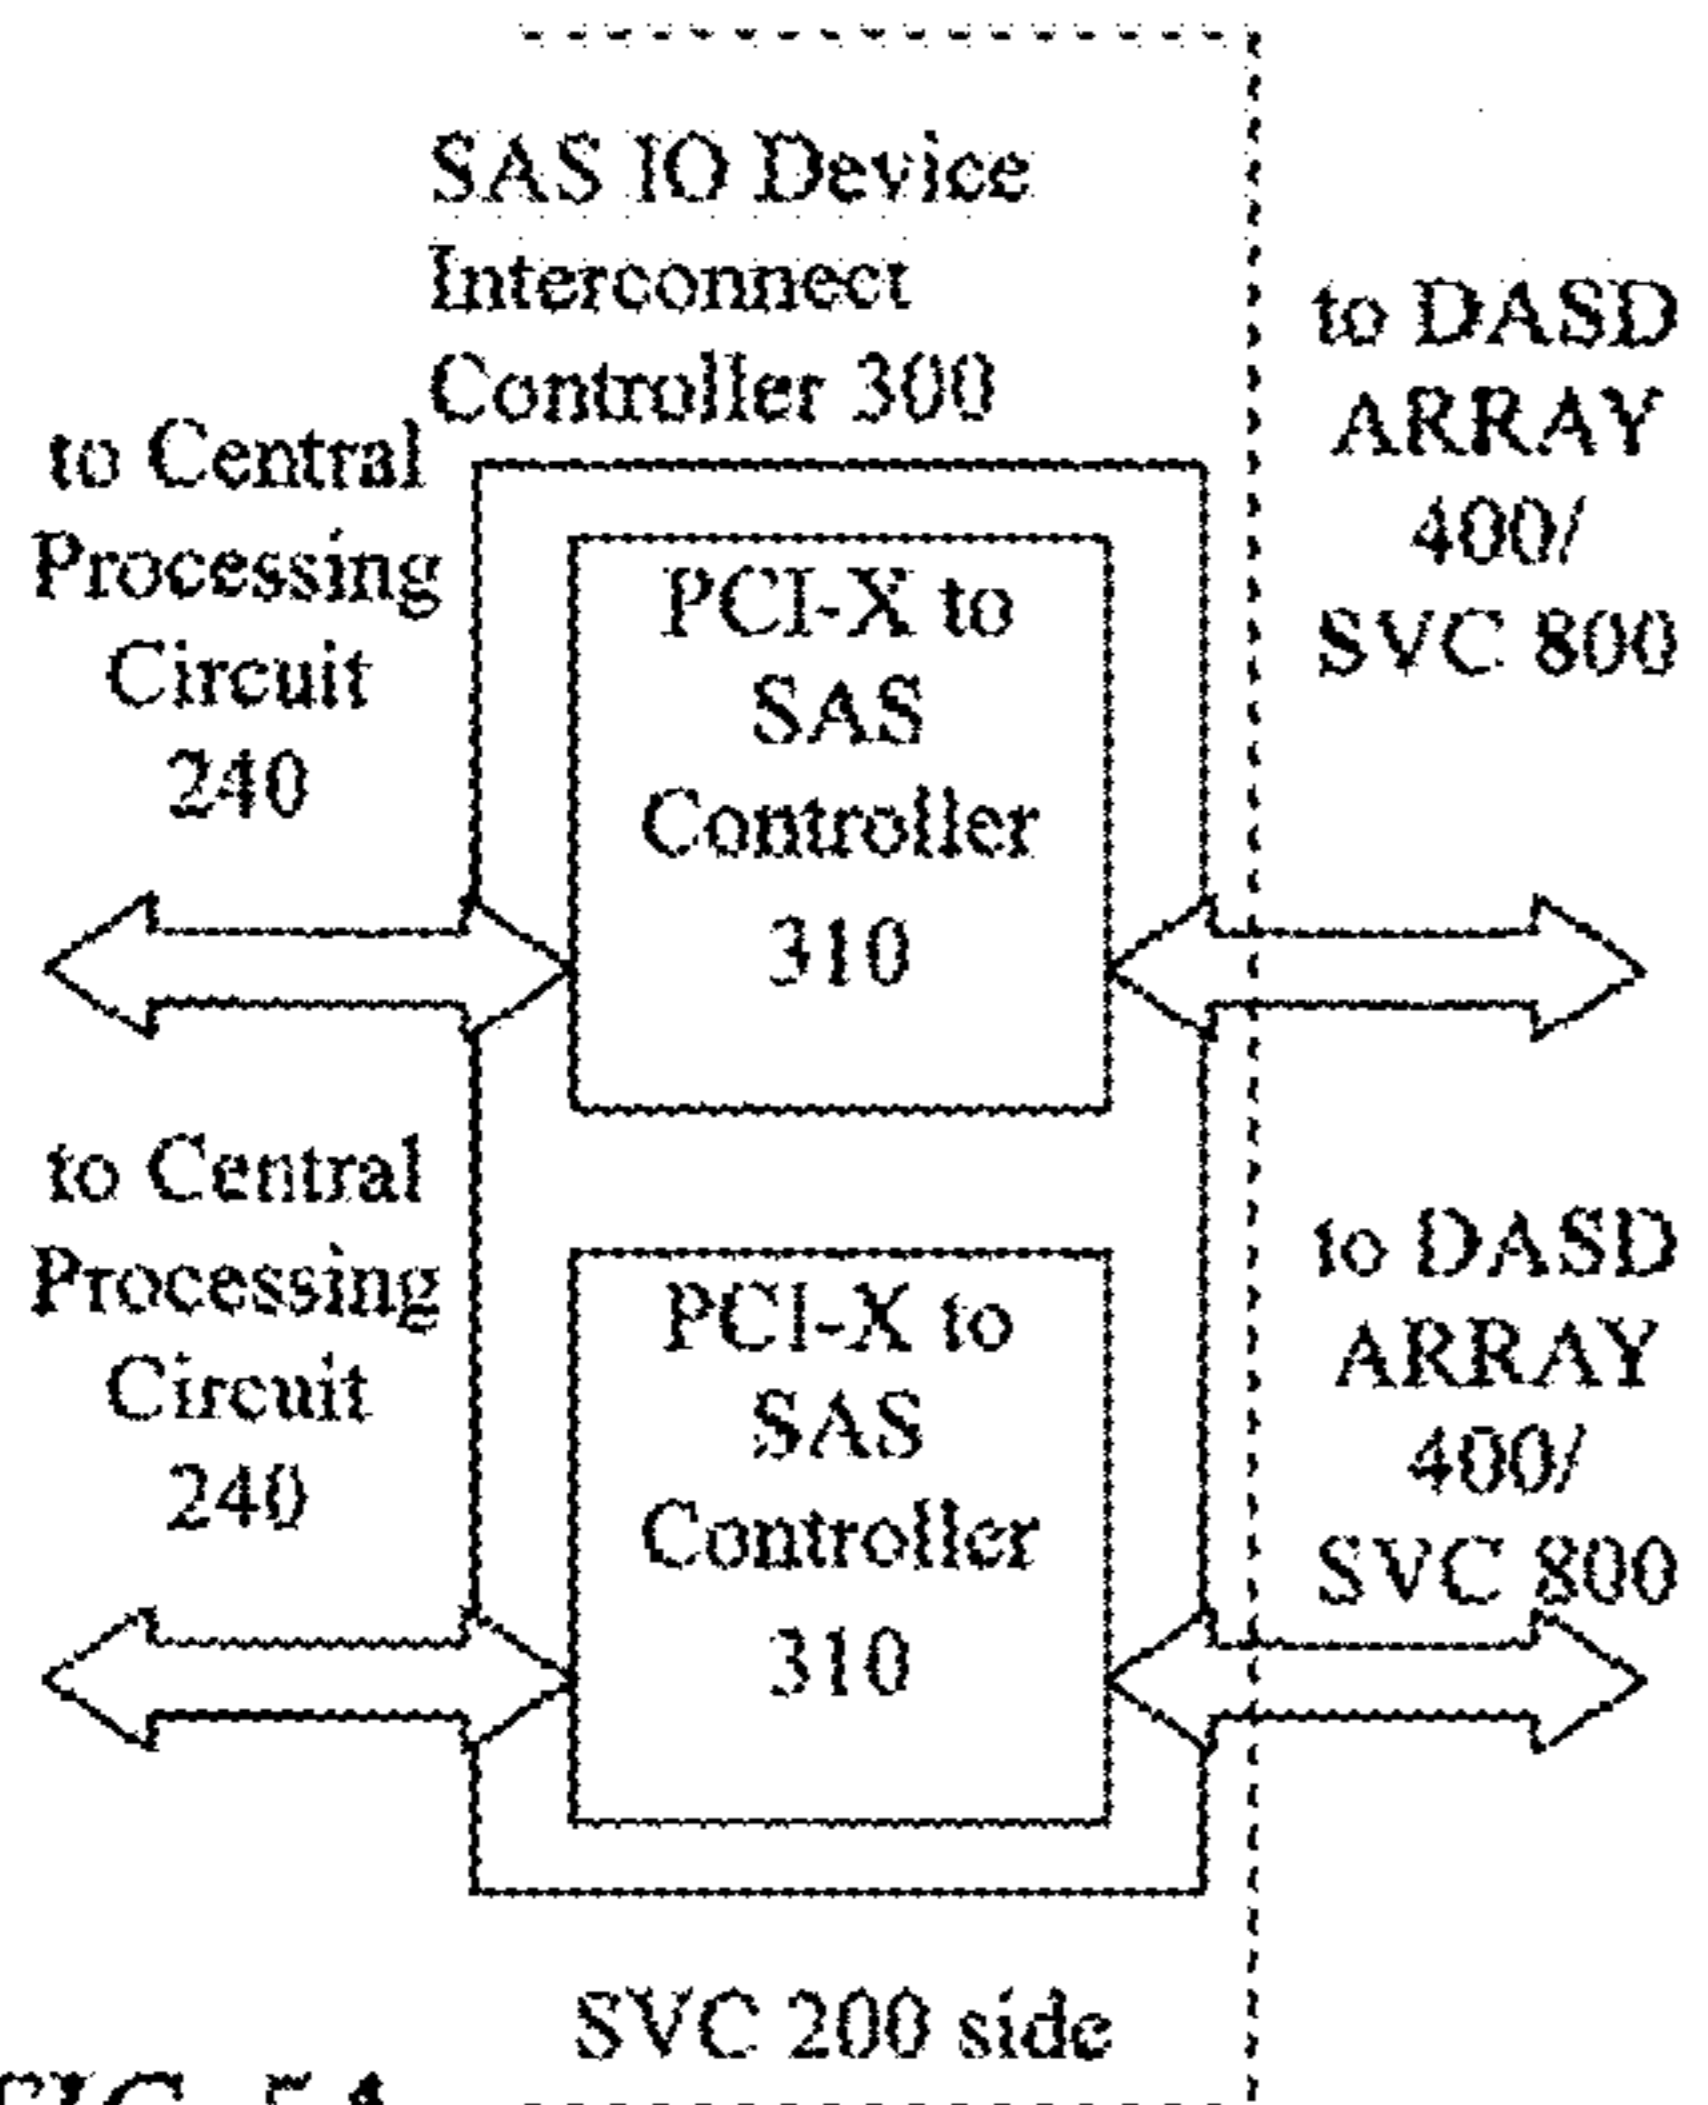 SAS IO Device
Interconnect
Controller 300
to Central
Processing
Circuit
240
PCI-X to
SAS
Controller
310
to DASD
ARRAY
400/
SVC 800
to Central
Processing
Circuit
240
PCI-X to
SAS
Controller
310
to DASD
ARRAY
400/
SVC 800
SVC 200 side
FIG. 5A